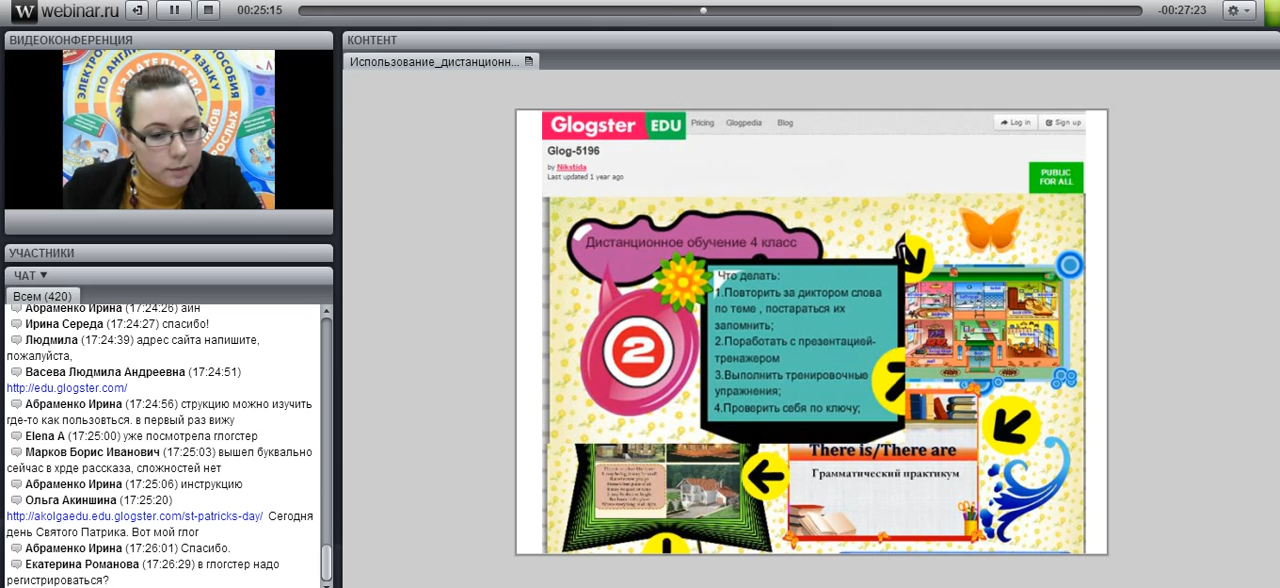 W webinar.ru 00:25:15 -00:27:23
ВИДЕОКОНФЕРЕНЦИЯ
ЭЛЕКТРО
ПО АНГЛИ
ЯЗЫКУ
ПОСОБИЯ
ИЗДАТЕЛЬСТВА
УЧАСТНИКИ
ЧАТ ▼
Всем (420)
Абраменко Ирина (17:24:26) аин
Ирина Середа (17:24:27) спасибо!
Людмила (17:24:39) адрес сайта напишите,
пожалуйста,
Васева Людмила Андреевна (17:24:51)
http://edu.glogster.com/
Абраменко Ирина (17:24:56) струкцию можно изучить
где-то как пользовться. в первый раз вижу
Elena A (17:25:00) уже посмотрела глогстер
Марков Борис Иванович (17:25:03) вышел буквально
сейчас в хрде рассказа, сложностей нет
Абраменко Ирина (17:25:06) инструкцию
Ольга Акиншина (17:25:20)
http://akolgaedu.edu.glogster.com/st-patricks-day/ Сегодня
день Святого Патрика. Вот мой глог
Абраменко Ирина (17:26:01) Спасибо.
Екатерина Романова (17:26:29) в глогстер надо
регистрироваться?
КОНТЕНТ
Использование_дистанционн...
Glogster EDU Pricing Glogpedia Blog Log in Sign up
Glog-5196
by Nikstida
Last updated 1 year ago
PUBLIC
FOR ALL
Дистанционное обучение 4 класс
2
Что делать:
1.Повторить за диктором слова
по теме , постараться их
запомнить;
2.Поработать с презентацией-
тренажером
3.Выполнить тренировочные
упражнения;
4.Проверить себя по ключу;
There is/There are
Грамматический практикум